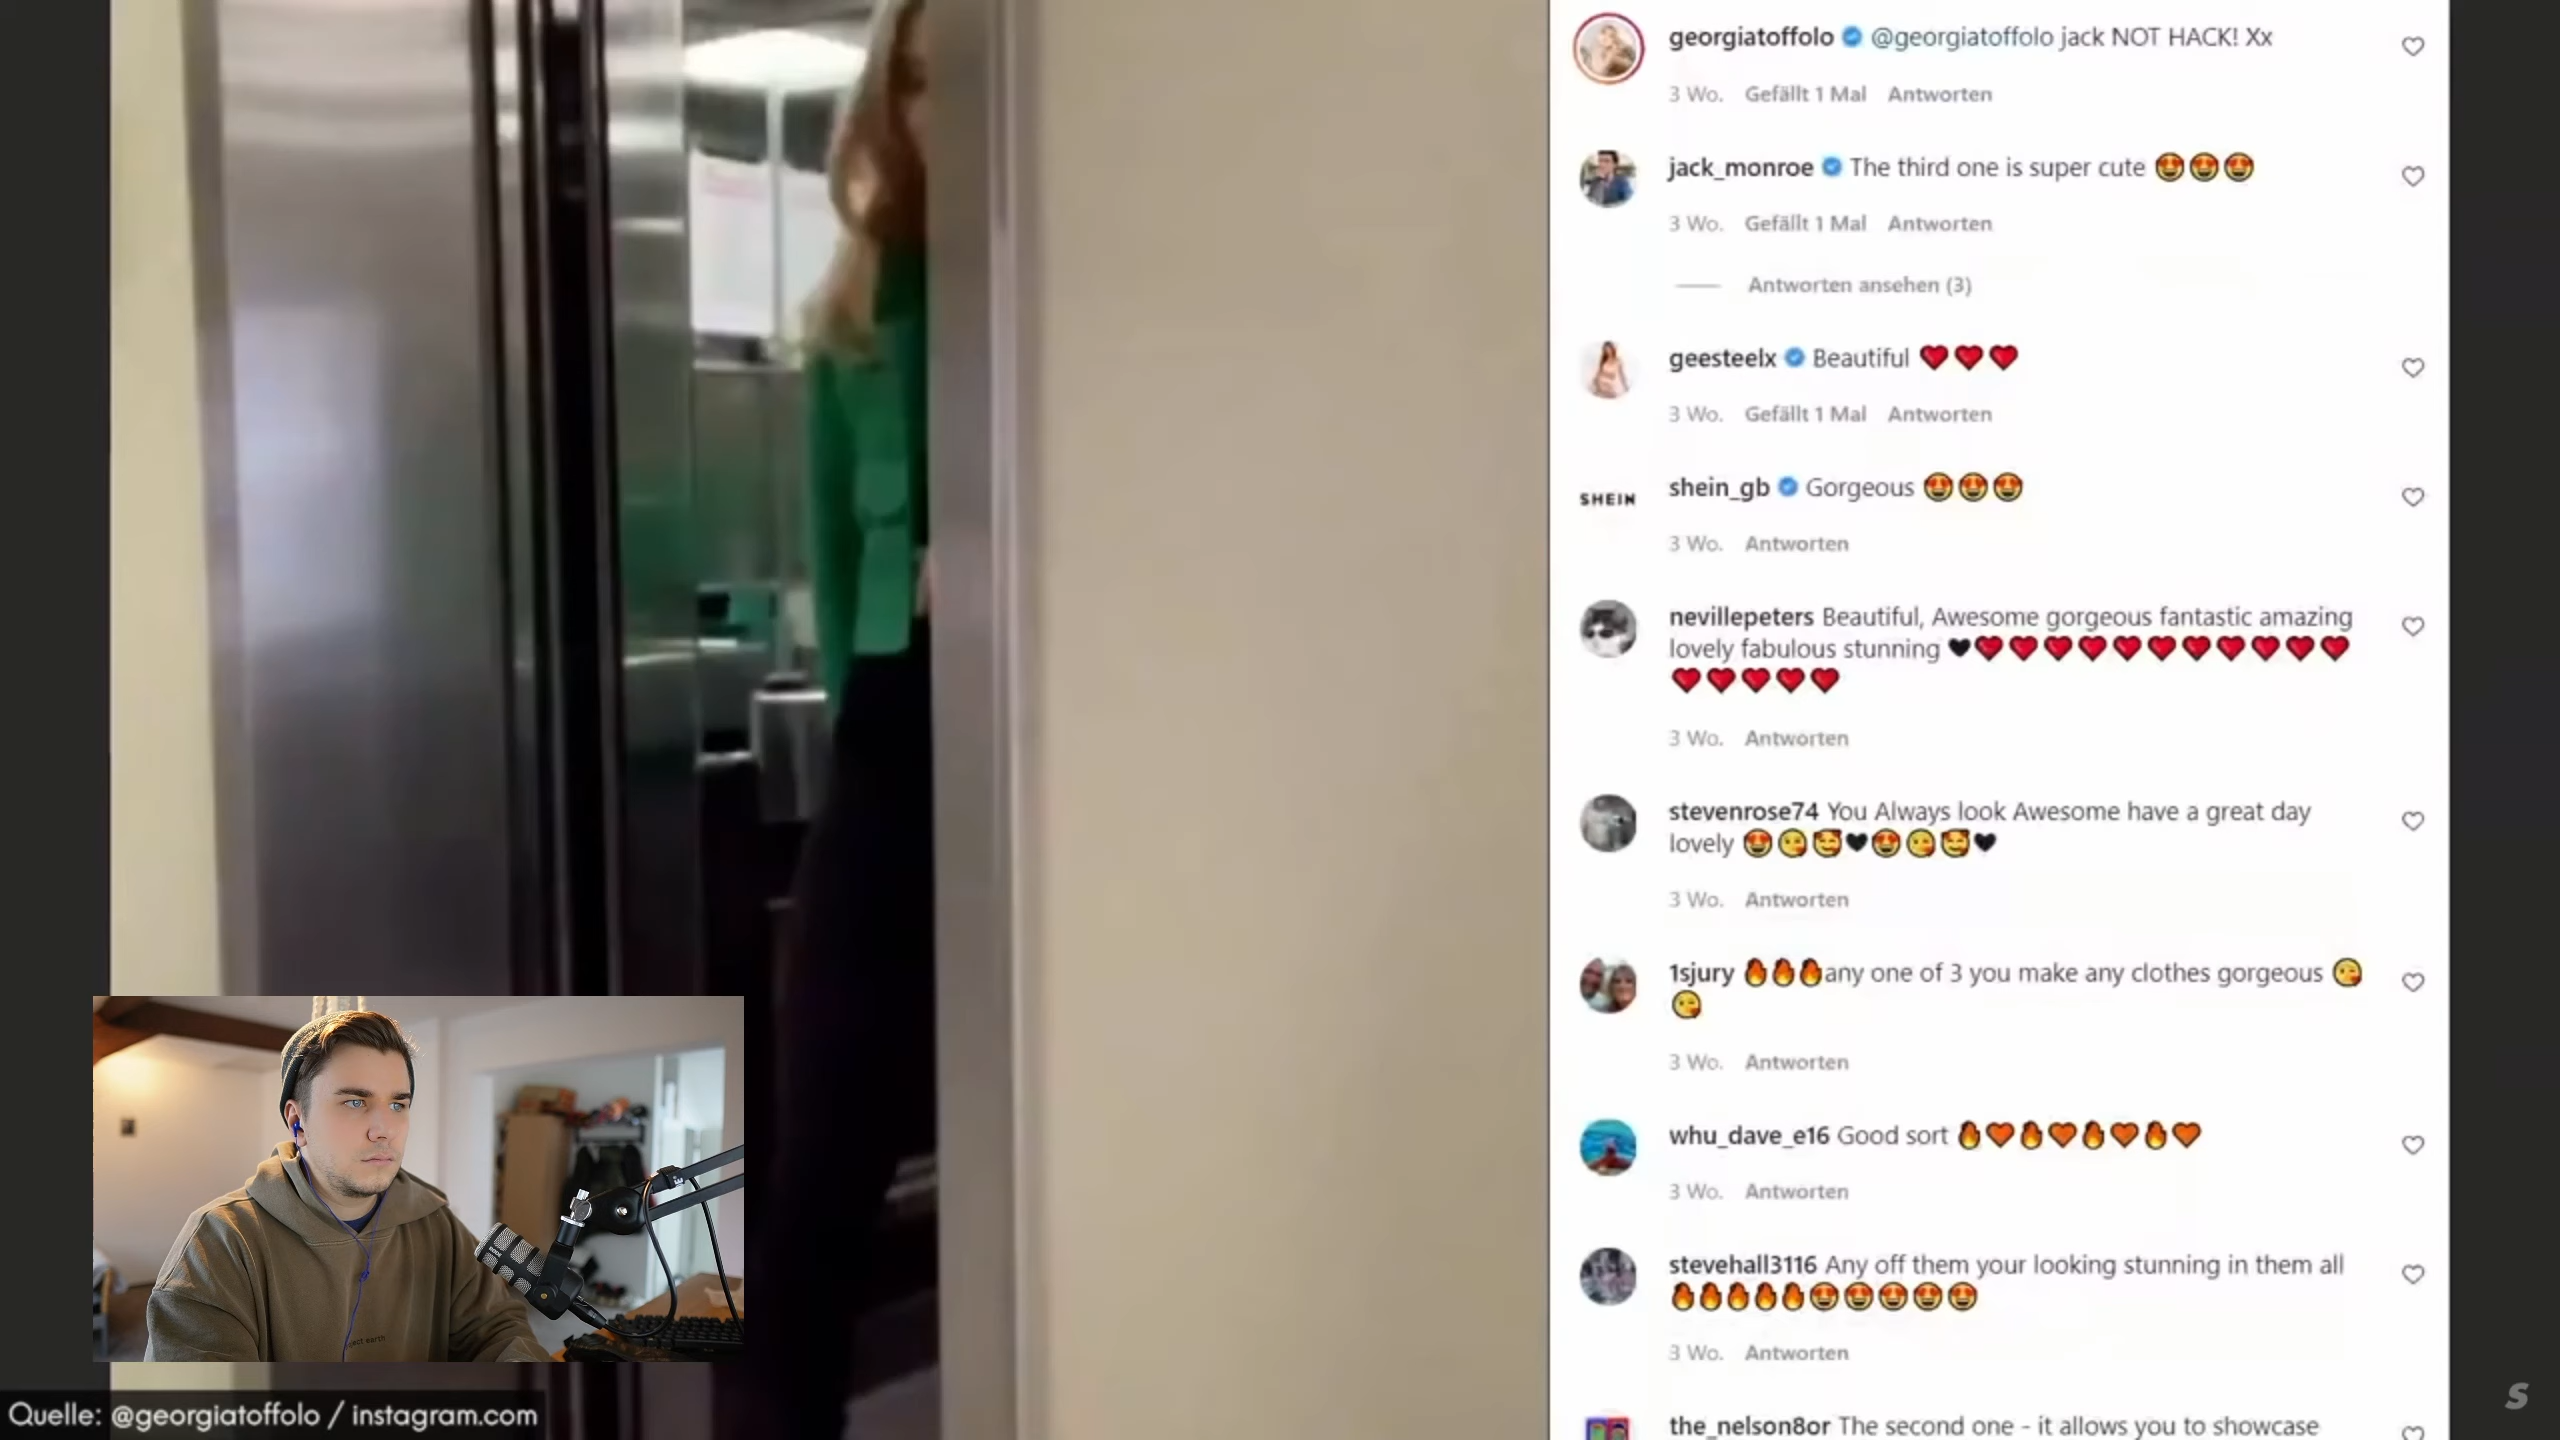 georgiatoffolo @georgiatoffolo jack NOT HACK! Xx
3 Wo. Gefällt 1 Mal Antworten
jack_monroe The third one is super cute 😍😍😍
3 Wo. Gefällt 1 Mal Antworten
Antworten ansehen (3)
geesteelx Beautiful ❤️❤️❤️
3 Wo. Gefällt 1 Mal Antworten
SHEIN
shein_gb Gorgeous 😍😍😍
3 Wo. Antworten
nevillepeters Beautiful, Awesome gorgeous fantastic amazing
lovely fabulous stunning 🖤❤️❤️❤️❤️❤️❤️❤️❤️❤️❤️❤️
❤️❤️❤️❤️❤️
3 Wo. Antworten
stevenrose74 You Always look Awesome have a great day
lovely 😍😘🥰🖤😍😘🥰🖤
3 Wo. Antworten
1sjury 🔥🔥🔥any one of 3 you make any clothes gorgeous 😘
😘
3 Wo. Antworten
whu_dave_e16 Good sort 🔥🧡🔥🧡🔥🧡🔥🧡
3 Wo. Antworten
stevehall3116 Any off them your looking stunning in them all
🔥🔥🔥🔥🔥😍😍😍😍😍
3 Wo. Antworten
the_nelson8or The second one - it allows you to showcase
Quelle: @georgiatoffolo / instagram.com
S